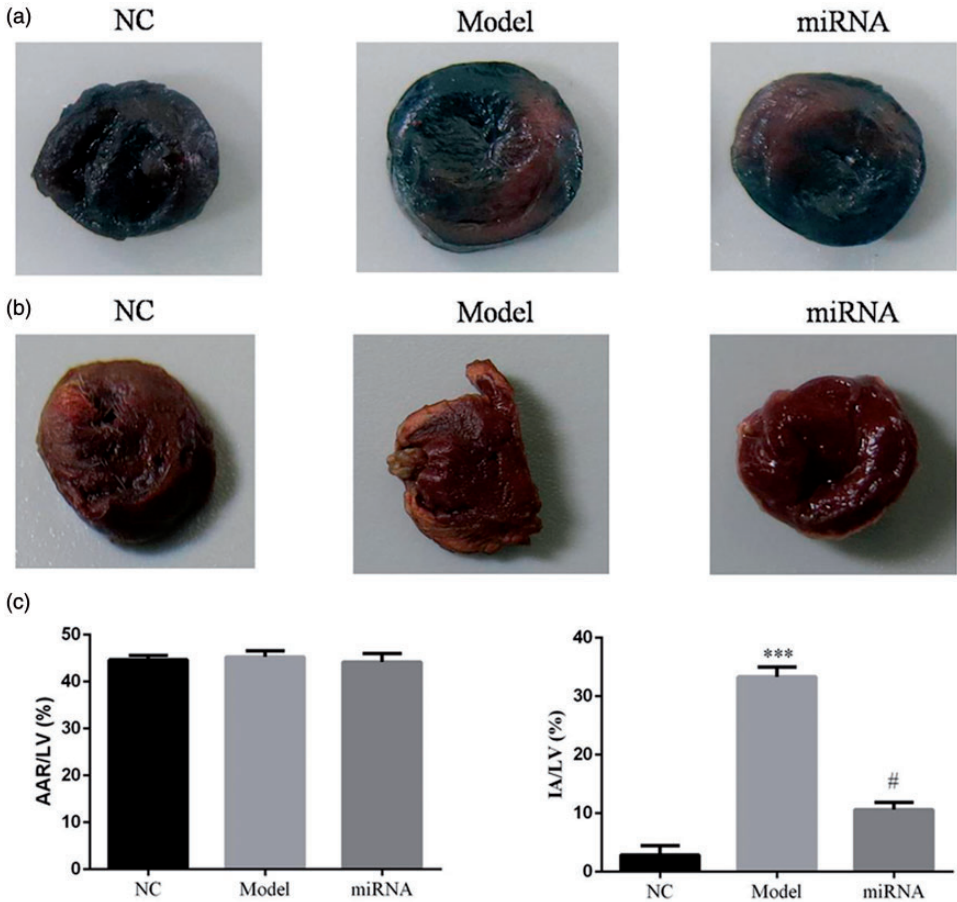 (a)
NC Model miRNA
(b)
NC Model miRNA
(c)
AAR/LV (%)
50
40
30
20
10
0
NC Model miRNA
IA/LV (%)
40
30
20
10
0
***
#
NC Model miRNA